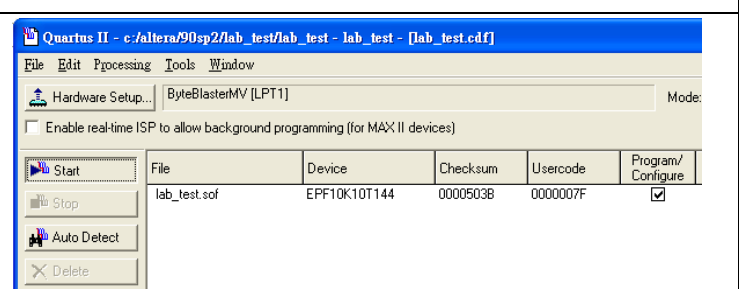 Quartus II - c:/altera/90sp2/lab_test/lab_test - lab_test - [lab_test.cdf]
File Edit Processing Tools Window
Hardware Setup... ByteBlasterMV [LPT1] Mode:
Enable real-time ISP to allow background programming (for MAX II devices)
Start File Device Checksum Usercode Program/
Configure
lab_test.sof EPF10K10T144 0000503B 0000007F
Stop
Auto Detect
Delete